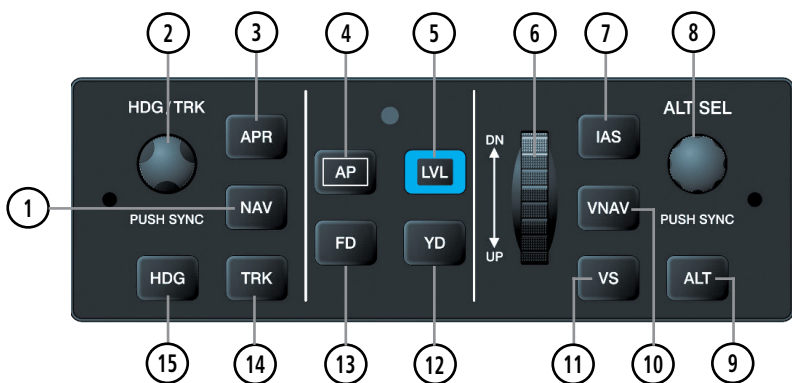 2 3 4 5 6 7 8
HDG/TRK ALT SEL
APR IAS
DN
AP LVL
1 NAV VNAV
PUSH SYNC PUSH SYNC
FD YD
UP
HDG TRK VS ALT
15 14 13 12 11 10 9